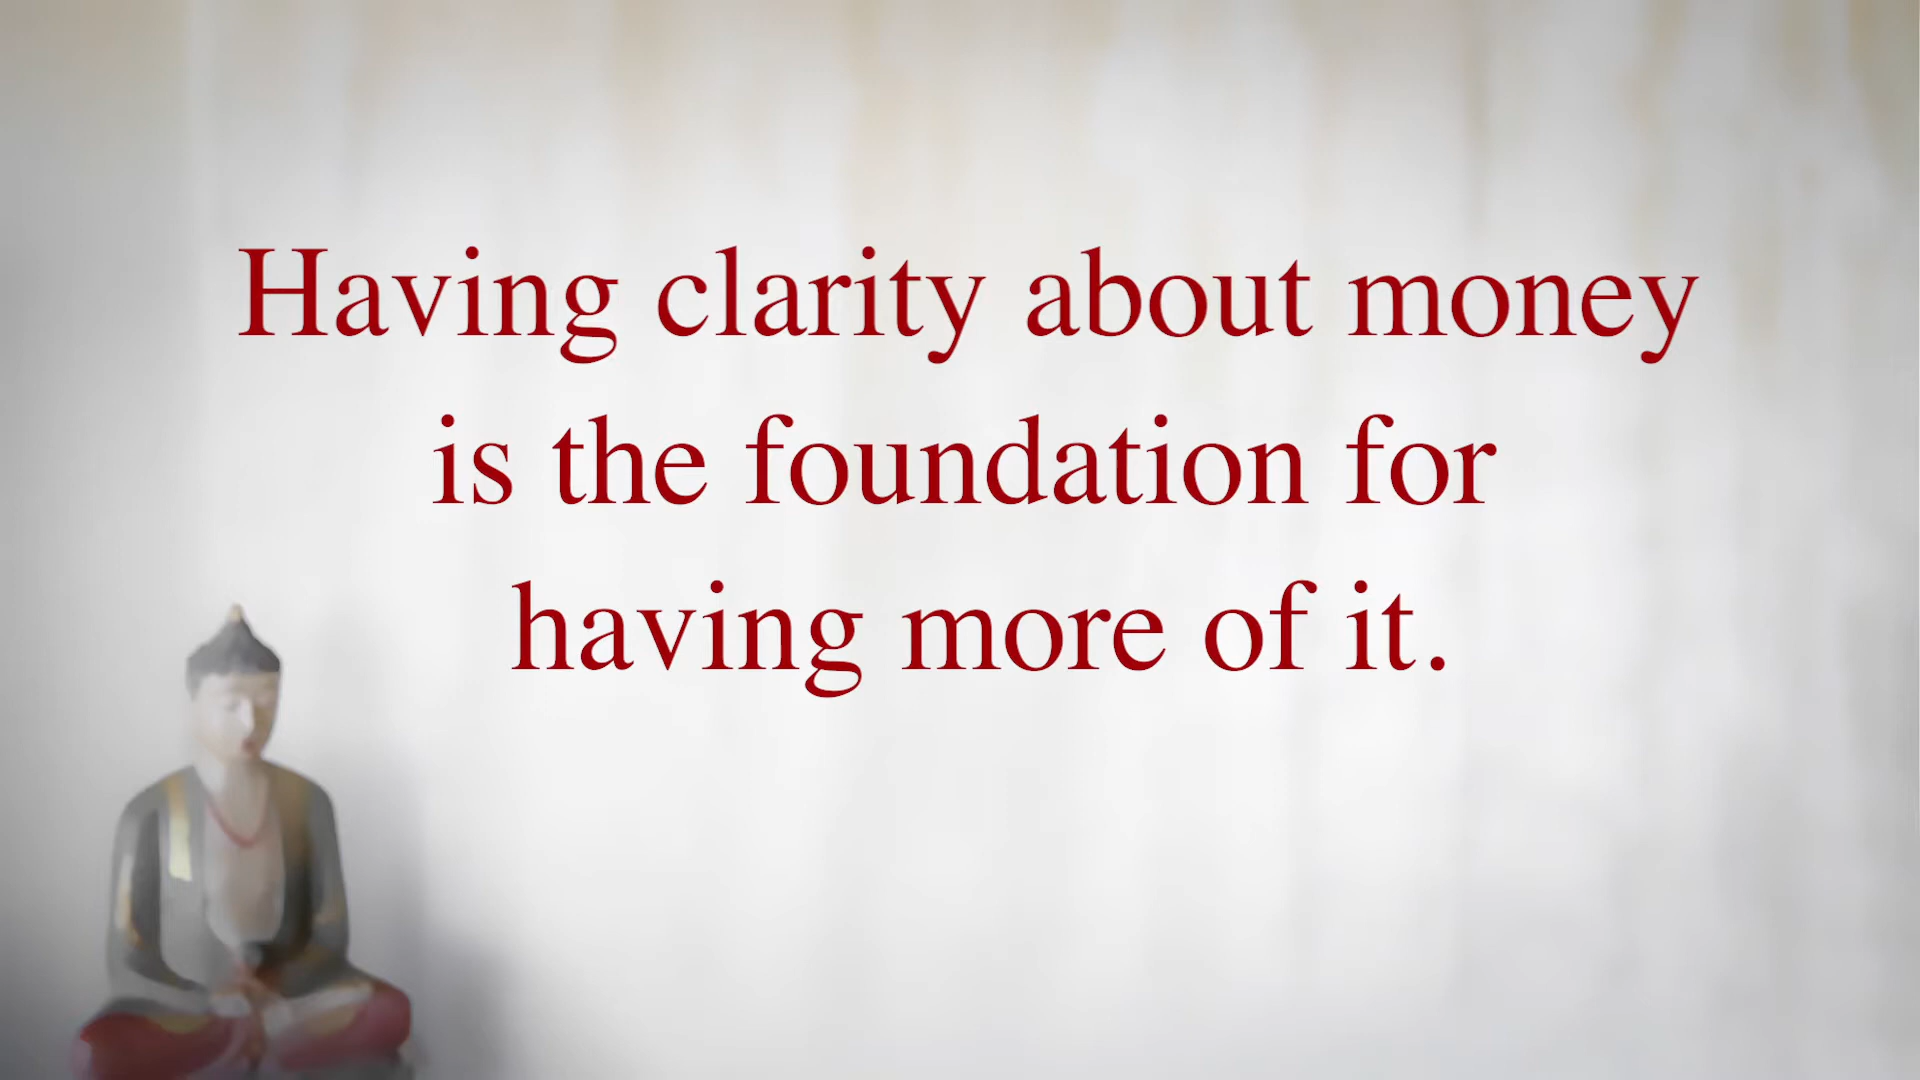 Having clarity about money
is the foundation for
having more of it.